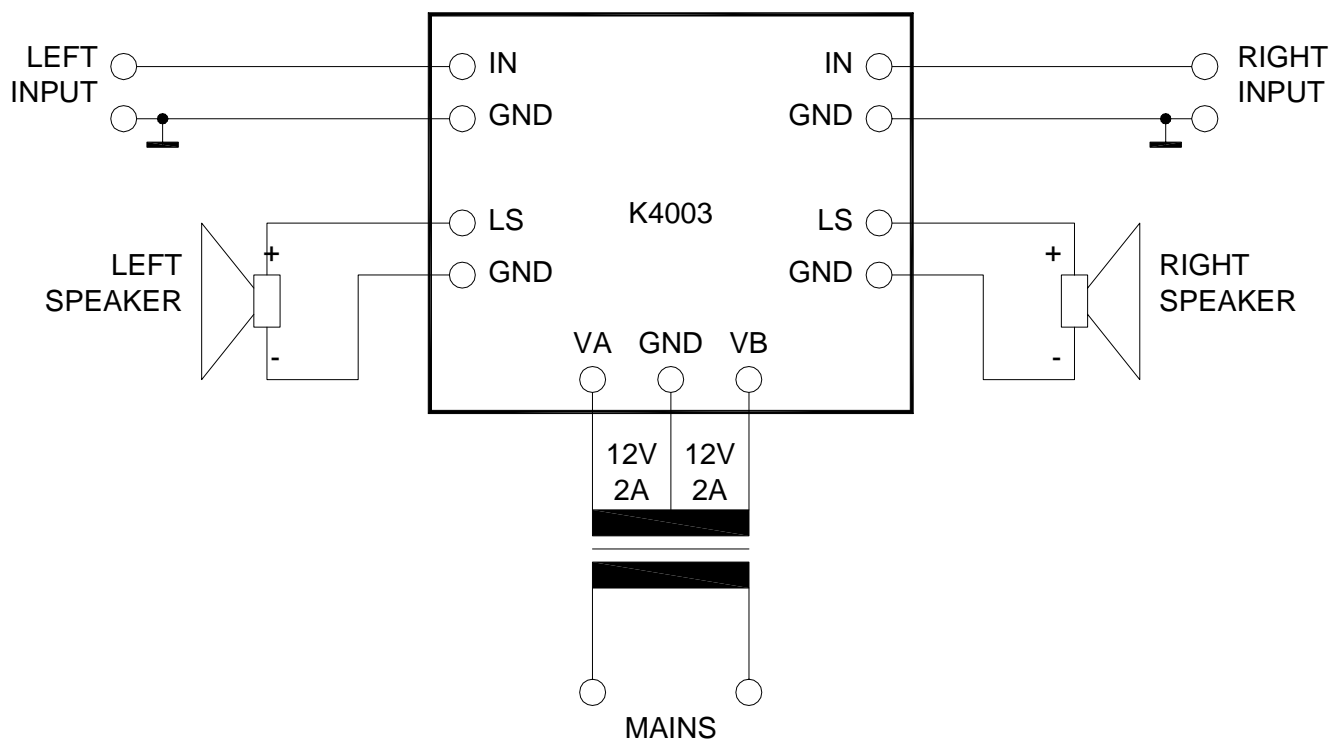 LEFT
INPUT
IN
IN
RIGHT
INPUT
GND
GND
K4003
LS
LS
LEFT
SPEAKER
+
-
GND
GND
+
-
RIGHT
SPEAKER
VA GND VB
12V 12V
2A 2A
MAINS